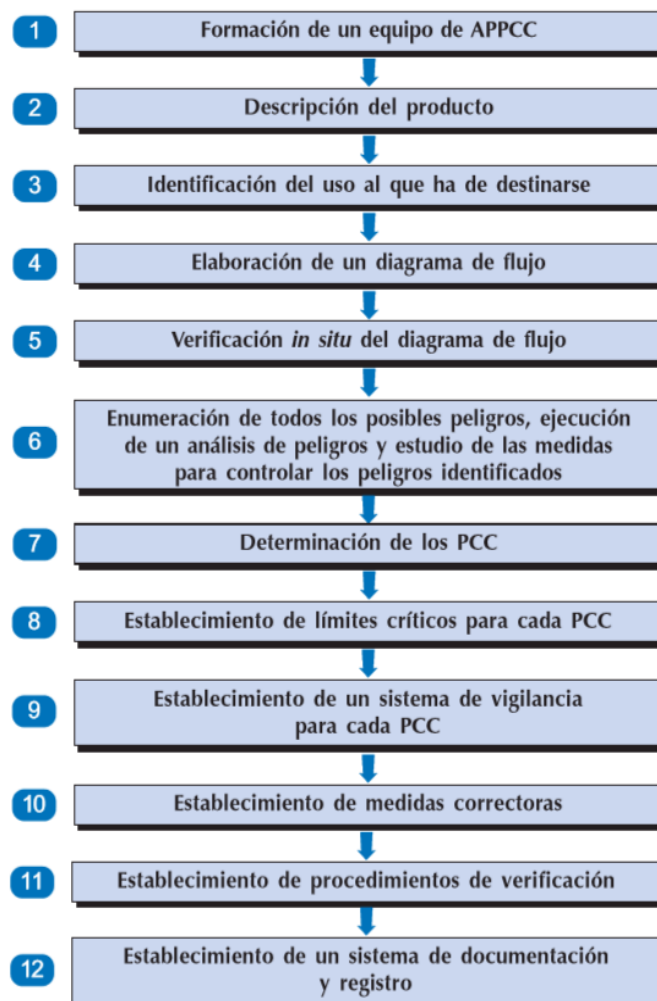 1
Formación de un equipo de APPCC
2
Descripción del producto
3
Identificación del uso al que ha de destinarse
4
Elaboración de un diagrama de flujo
5
Verificación in situ del diagrama de flujo
6
Enumeración de todos los posibles peligros, ejecución
de un análisis de peligros y estudio de las medidas
para controlar los peligros identificados
7
Determinación de los PCC
8
Establecimiento de límites críticos para cada PCC
9
Establecimiento de un sistema de vigilancia
para cada PCC
10
Establecimiento de medidas correctoras
11
Establecimiento de procedimientos de verificación
12
Establecimiento de un sistema de documentación
y registro